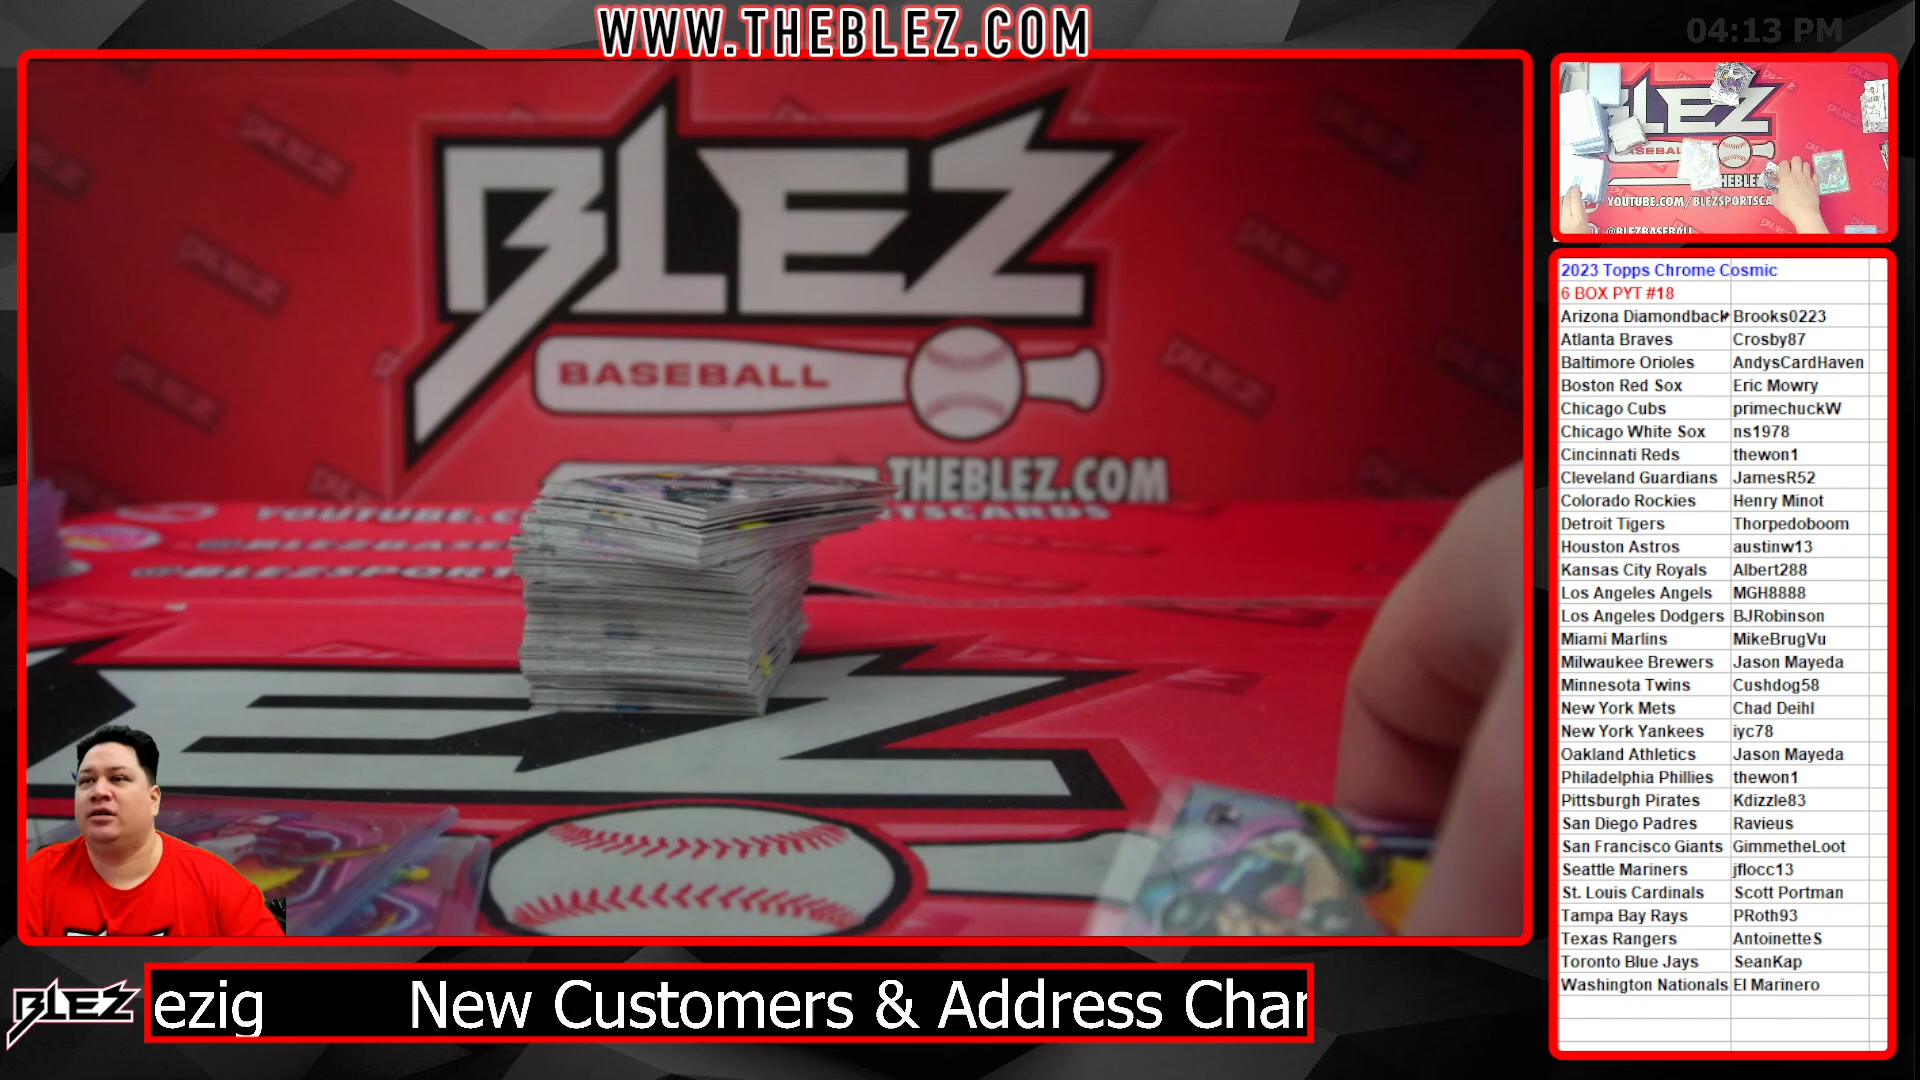 WWW.THEBLEZ.COM
04:13 PM
BLEZ
BASEBALL
THEBLEZ.COM
BLEZ
THEBLEZ
YOUTUBE.COM/BLEZSPORTSCA
@BLEZBASEBALL
2023 Topps Chrome Cosmic
6 BOX PYT #18
Arizona Diamondback Brooks0223
Atlanta Braves Crosby87
Baltimore Orioles AndysCardHaven
Boston Red Sox Eric Mowry
Chicago Cubs primechuckW
Chicago White Sox ns1978
Cincinnati Reds thewon1
Cleveland Guardians JamesR52
Colorado Rockies Henry Minot
Detroit Tigers Thorpedoboom
Houston Astros austinw13
Kansas City Royals Albert288
Los Angeles Angels MGH8888
Los Angeles Dodgers BJRobinson
Miami Marlins MikeBrugVu
Milwaukee Brewers Jason Mayeda
Minnesota Twins Cushdog58
New York Mets Chad Deihl
New York Yankees iyc78
Oakland Athletics Jason Mayeda
Philadelphia Phillies thewon1
Pittsburgh Pirates Kdizzle83
San Diego Padres Ravieus
San Francisco Giants GimmetheLoot
Seattle Mariners jflocc13
St. Louis Cardinals Scott Portman
Tampa Bay Rays PRoth93
Texas Rangers AntoinetteS
Toronto Blue Jays SeanKap
Washington Nationals El Marinero
BLEZ
ezig New Customers & Address Char